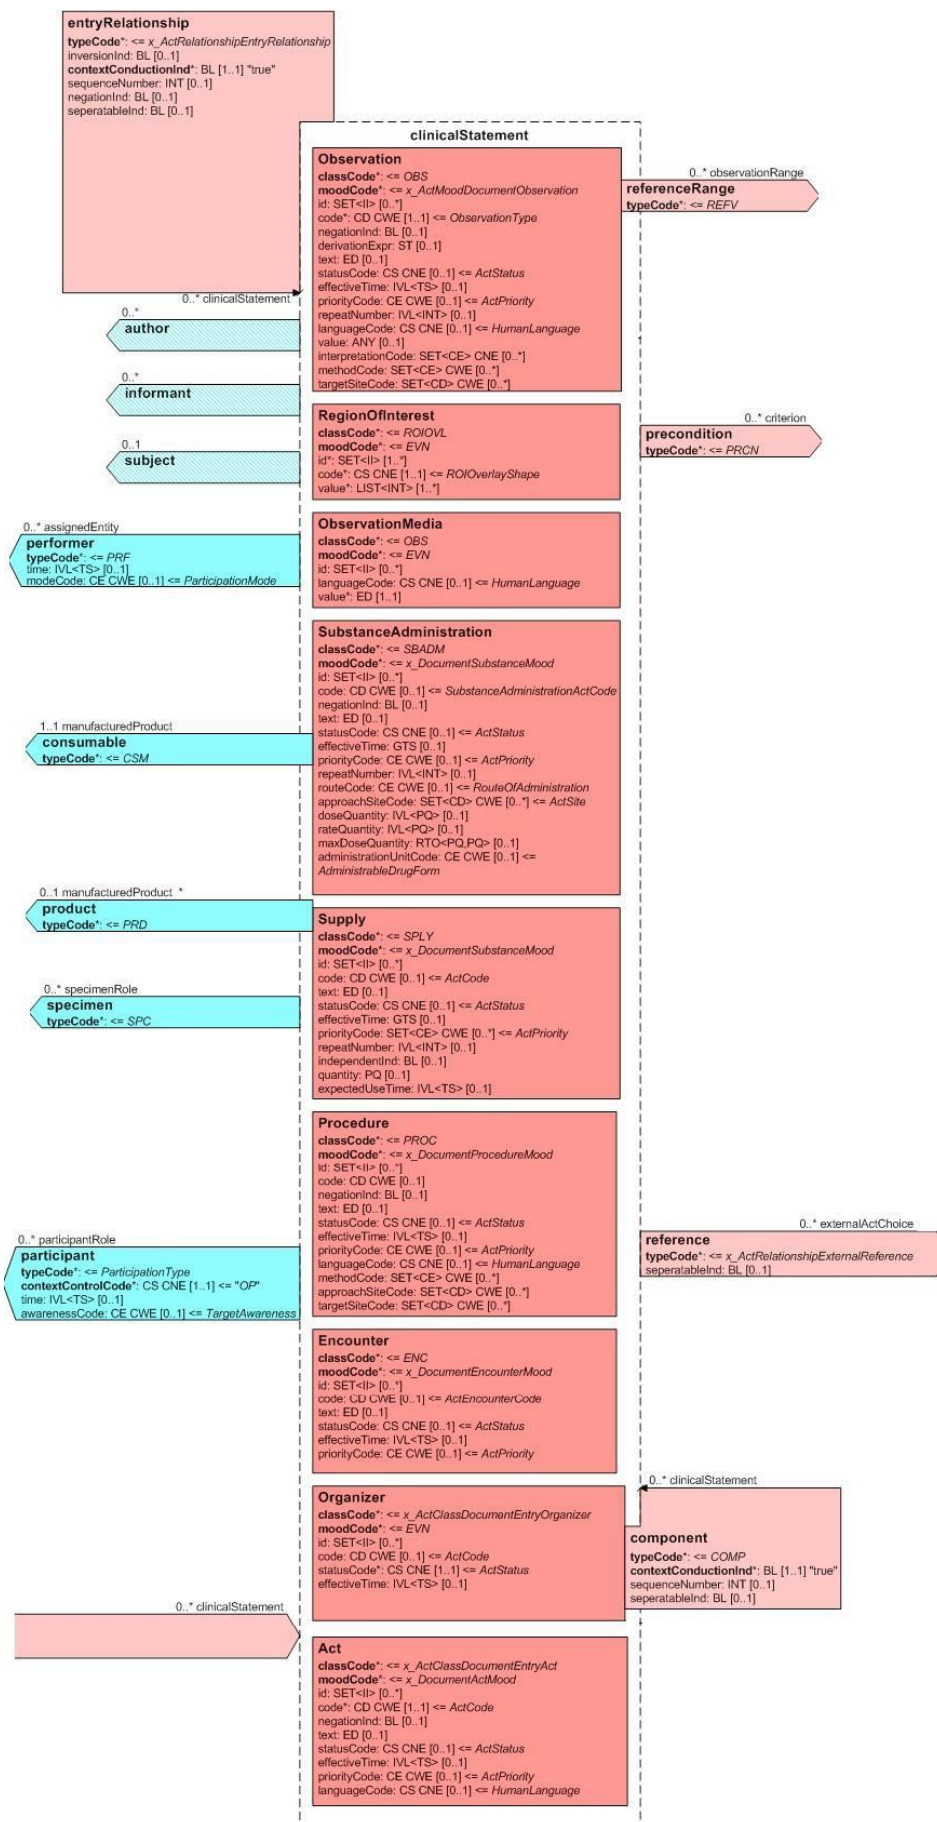 entryRelationship
typeCode*: <= x_ActRelationshipEntryRelationship
inversionInd: BL [0..1]
contextConductionInd*: BL [1..1] "true"
sequenceNumber: INT [0..1]
negationInd: BL [0..1]
seperatableInd: BL [0..1]
0..* clinicalStatement
clinicalStatement
Observation
classCode*: <= OBS
moodCode*: <= x_ActMoodDocumentObservation
id: SET<II> [0..*]
code*: CD CWE [1..1] <= ObservationType
negationInd: BL [0..1]
derivationExpr: ST [0..1]
text: ED [0..1]
statusCode: CS CNE [0..1] <= ActStatus
effectiveTime: IVL<TS> [0..1]
priorityCode: CE CWE [0..1] <= ActPriority
repeatNumber: IVL<INT> [0..1]
languageCode: CS CNE [0..1] <= HumanLanguage
value: ANY [0..1]
interpretationCode: SET<CE> CNE [0..*]
methodCode: SET<CE> CWE [0..*]
targetSiteCode: SET<CD> CWE [0..*]
0..* observationRange
referenceRange
typeCode*: <= REFV
0..*
author
0..*
informant
0..1
subject
RegionOfInterest
classCode*: <= ROIOVL
moodCode*: <= EVN
id*: SET<II> [1..*]
code*: CS CNE [1..1] <= ROIOverlayShape
value*: LIST<INT> [1..*]
0..* criterion
precondition
typeCode*: <= PRCN
0..* assignedEntity
performer
typeCode*: <= PRF
time: IVL<TS> [0..1]
modeCode: CE CWE [0..1] <= ParticipationMode
ObservationMedia
classCode*: <= OBS
moodCode*: <= EVN
id: SET<II> [0..*]
languageCode: CS CNE [0..1] <= HumanLanguage
value*: ED [1..1]
SubstanceAdministration
classCode*: <= SBADM
moodCode*: <= x_DocumentSubstanceMood
id: SET<II> [0..*]
code: CD CWE [0..1] <= SubstanceAdministrationActCode
negationInd: BL [0..1]
text: ED [0..1]
statusCode: CS CNE [0..1] <= ActStatus
effectiveTime: GTS [0..1]
priorityCode: CE CWE [0..1] <= ActPriority
repeatNumber: IVL<INT> [0..1]
routeCode: CE CWE [0..1] <= RouteOfAdministration
approachSiteCode: SET<CD> CWE [0..*] <= ActSite
doseQuantity: IVL<PQ> [0..1]
rateQuantity: IVL<PQ> [0..1]
maxDoseQuantity: RTO<PQ,PQ> [0..1]
administrationUnitCode: CE CWE [0..1] <=
AdministrableDrugForm
1..1 manufacturedProduct
consumable
typeCode*: <= CSM
0..1 manufacturedProduct *
product
typeCode*: <= PRD
Supply
classCode*: <= SPLY
moodCode*: <= x_DocumentSubstanceMood
id: SET<II> [0..*]
code: CD CWE [0..1] <= ActCode
text: ED [0..1]
statusCode: CS CNE [0..1] <= ActStatus
effectiveTime: GTS [0..1]
priorityCode: SET<CE> CWE [0..*] <= ActPriority
repeatNumber: IVL<INT> [0..1]
independentInd: BL [0..1]
quantity: PQ [0..1]
expectedUseTime: IVL<TS> [0..1]
0..* specimenRole
specimen
typeCode*: <= SPC
Procedure
classCode*: <= PROC
moodCode*: <= x_DocumentProcedureMood
id: SET<II> [0..*]
code: CD CWE [0..1]
negationInd: BL [0..1]
text: ED [0..1]
statusCode: CS CNE [0..1] <= ActStatus
effectiveTime: IVL<TS> [0..1]
priorityCode: CE CWE [0..1] <= ActPriority
languageCode: CS CNE [0..1] <= HumanLanguage
methodCode: SET<CE> CWE [0..*]
approachSiteCode: SET<CD> CWE [0..*]
targetSiteCode: SET<CD> CWE [0..*]
0..* participantRole
participant
typeCode*: <= ParticipationType
contextControlCode*: CS CNE [1..1] <= "OP"
time: IVL<TS> [0..1]
awarenessCode: CE CWE [0..1] <= TargetAwareness
0..* externalActChoice
reference
typeCode*: <= x_ActRelationshipExternalReference
seperatableInd: BL [0..1]
Encounter
classCode*: <= ENC
moodCode*: <= x_DocumentEncounterMood
id: SET<II> [0..*]
code: CD CWE [0..1] <= ActEncounterCode
text: ED [0..1]
statusCode: CS CNE [0..1] <= ActStatus
effectiveTime: IVL<TS> [0..1]
priorityCode: CE CWE [0..1] <= ActPriority
Organizer
classCode*: <= x_ActClassDocumentEntryOrganizer
moodCode*: <= EVN
id: SET<II> [0..*]
code: CD CWE [0..1] <= ActCode
statusCode*: CS CNE [1..1] <= ActStatus
effectiveTime: IVL<TS> [0..1]
0..* clinicalStatement
component
typeCode*: <= COMP
contextConductionInd*: BL [1..1] "true"
sequenceNumber: INT [0..1]
seperatableInd: BL [0..1]
0..* clinicalStatement
Act
classCode*: <= x_ActClassDocumentEntryAct
moodCode*: <= x_DocumentActMood
id: SET<II> [0..*]
code*: CD CWE [1..1] <= ActCode
negationInd: BL [0..1]
text: ED [0..1]
statusCode: CS CNE [0..1] <= ActStatus
effectiveTime: IVL<TS> [0..1]
priorityCode: CE CWE [0..1] <= ActPriority
languageCode: CS CNE [0..1] <= HumanLanguage